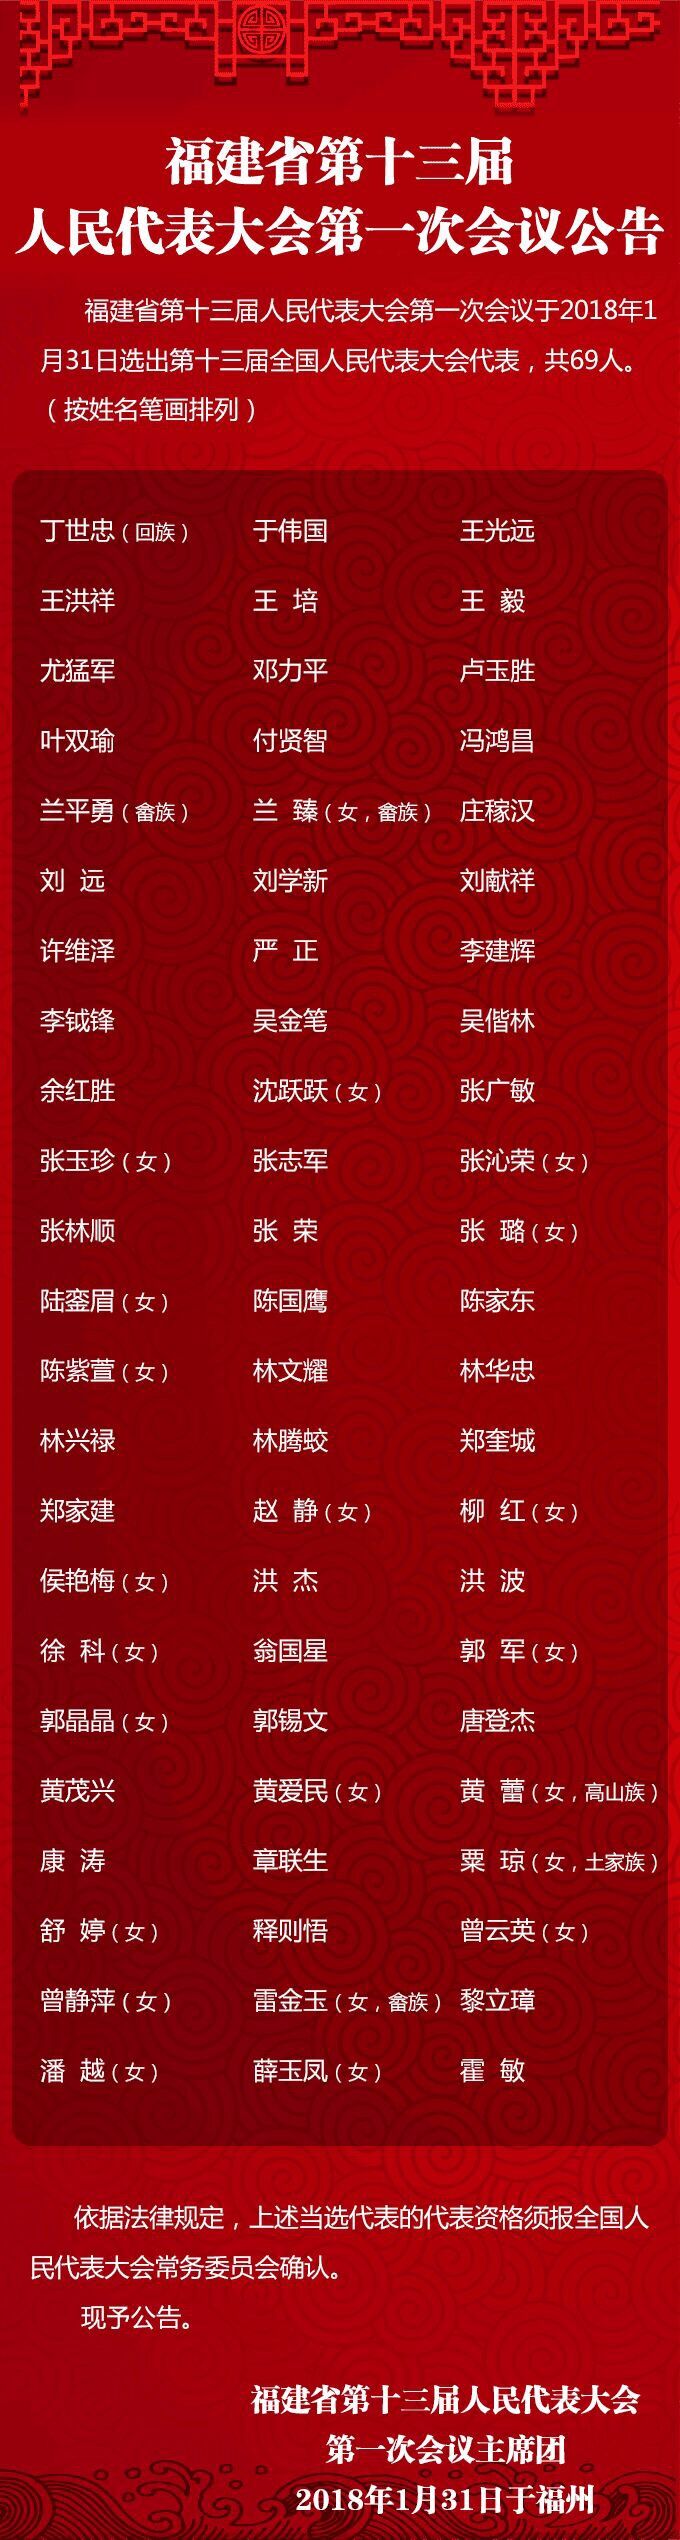 福建省第十三届
人民代表大会第一次会议公告
福建省第十三届人民代表大会第一次会议于2018年1
月31日选出第十三届全国人民代表大会代表，共69人。
（按姓名笔画排列）
丁世忠（回族） 于伟国 王光远
王洪祥 王 培 王 毅
尤猛军 邓力平 卢玉胜
叶双瑜 付贤智 冯鸿昌
兰平勇（畲族） 兰 臻（女，畲族） 庄稼汉
刘 远 刘学新 刘献祥
许维泽 严 正 李建辉
李钺锋 吴金笔 吴偕林
余红胜 沈跃跃（女） 张广敏
张玉珍（女） 张志军 张沁荣（女）
张林顺 张 荣 张 璐（女）
陆銮眉（女） 陈国鹰 陈家东
陈紫萱（女） 林文耀 林华忠
林兴禄 林腾蛟 郑奎城
郑家建 赵 静（女） 柳 红（女）
侯艳梅（女） 洪 杰 洪 波
徐 科（女） 翁国星 郭 军（女）
郭晶晶（女） 郭锡文 唐登杰
黄茂兴 黄爱民（女） 黄 蕾（女，高山族）
康 涛 章联生 粟 琼（女，土家族）
舒 婷（女） 释则悟 曾云英（女）
曾静萍（女） 雷金玉（女，畲族） 黎立璋
潘 越（女） 薛玉凤（女） 霍 敏
依据法律规定，上述当选代表的代表资格须报全国人
民代表大会常务委员会确认。
现予公告。
福建省第十三届人民代表大会
第一次会议主席团
2018年1月31日于福州